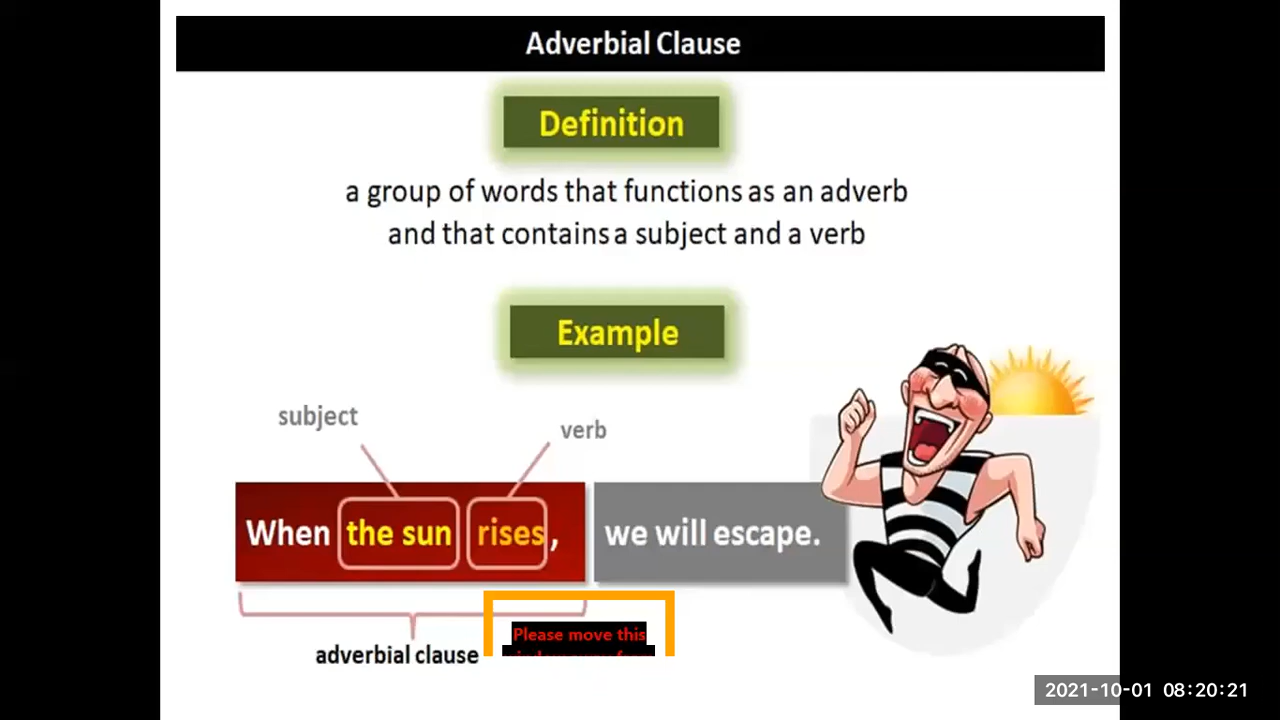 Adverbial Clause
Definition
a group of words that functions as an adverb
and that contains a subject and a verb
Example
subject
verb
When the sun rises, we will escape.
adverbial clause
Please move this
2021-10-01 08:20:21